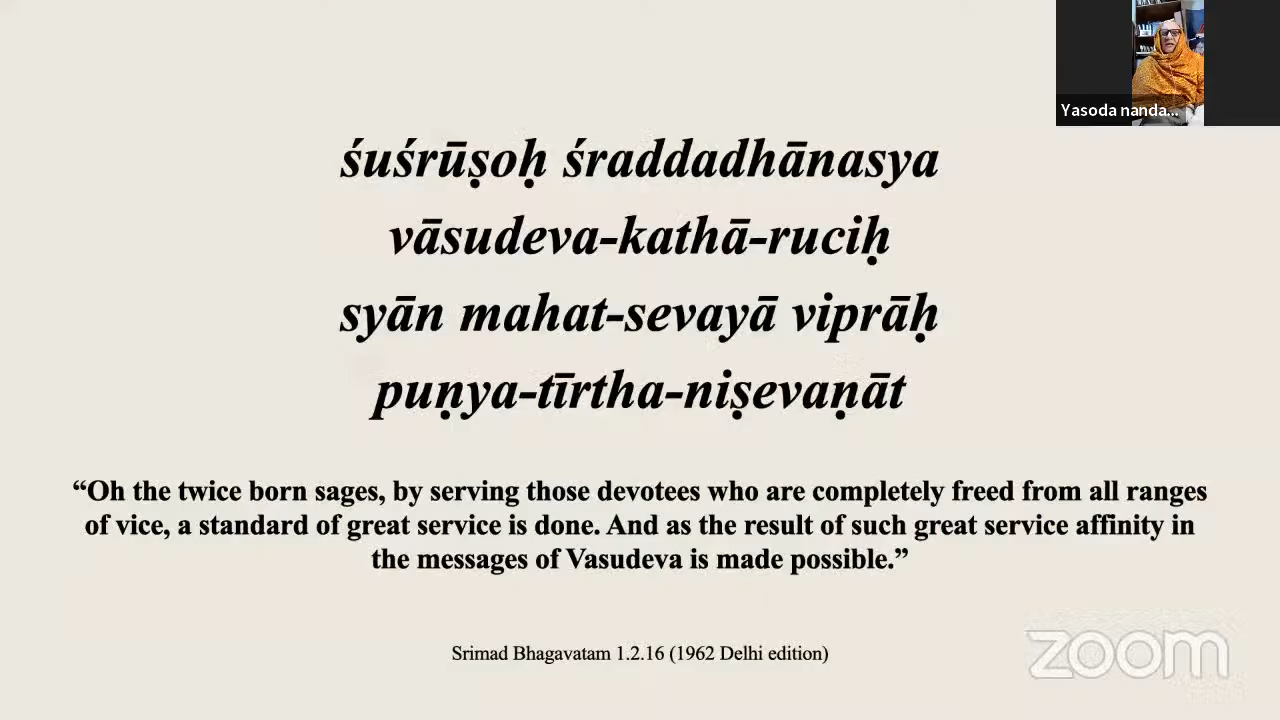 Yasoda nanda...
śuśrūṣoḥ śraddadhānasya
vāsudeva-kathā-ruciḥ
syān mahat-sevayā viprāḥ
puṇya-tīrtha-niṣevaṇāt
“Oh the twice born sages, by serving those devotees who are completely freed from all ranges
of vice, a standard of great service is done. And as the result of such great service affinity in
the messages of Vasudeva is made possible.”
Srimad Bhagavatam 1.2.16 (1962 Delhi edition)
zoom